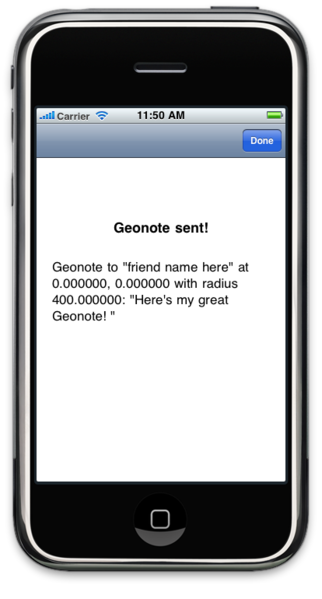 Carrier 11:50 AM
Done
Geonote sent!
Geonote to "friend name here" at
0.000000, 0.000000 with radius
400.000000: "Here's my great
Geonote! "